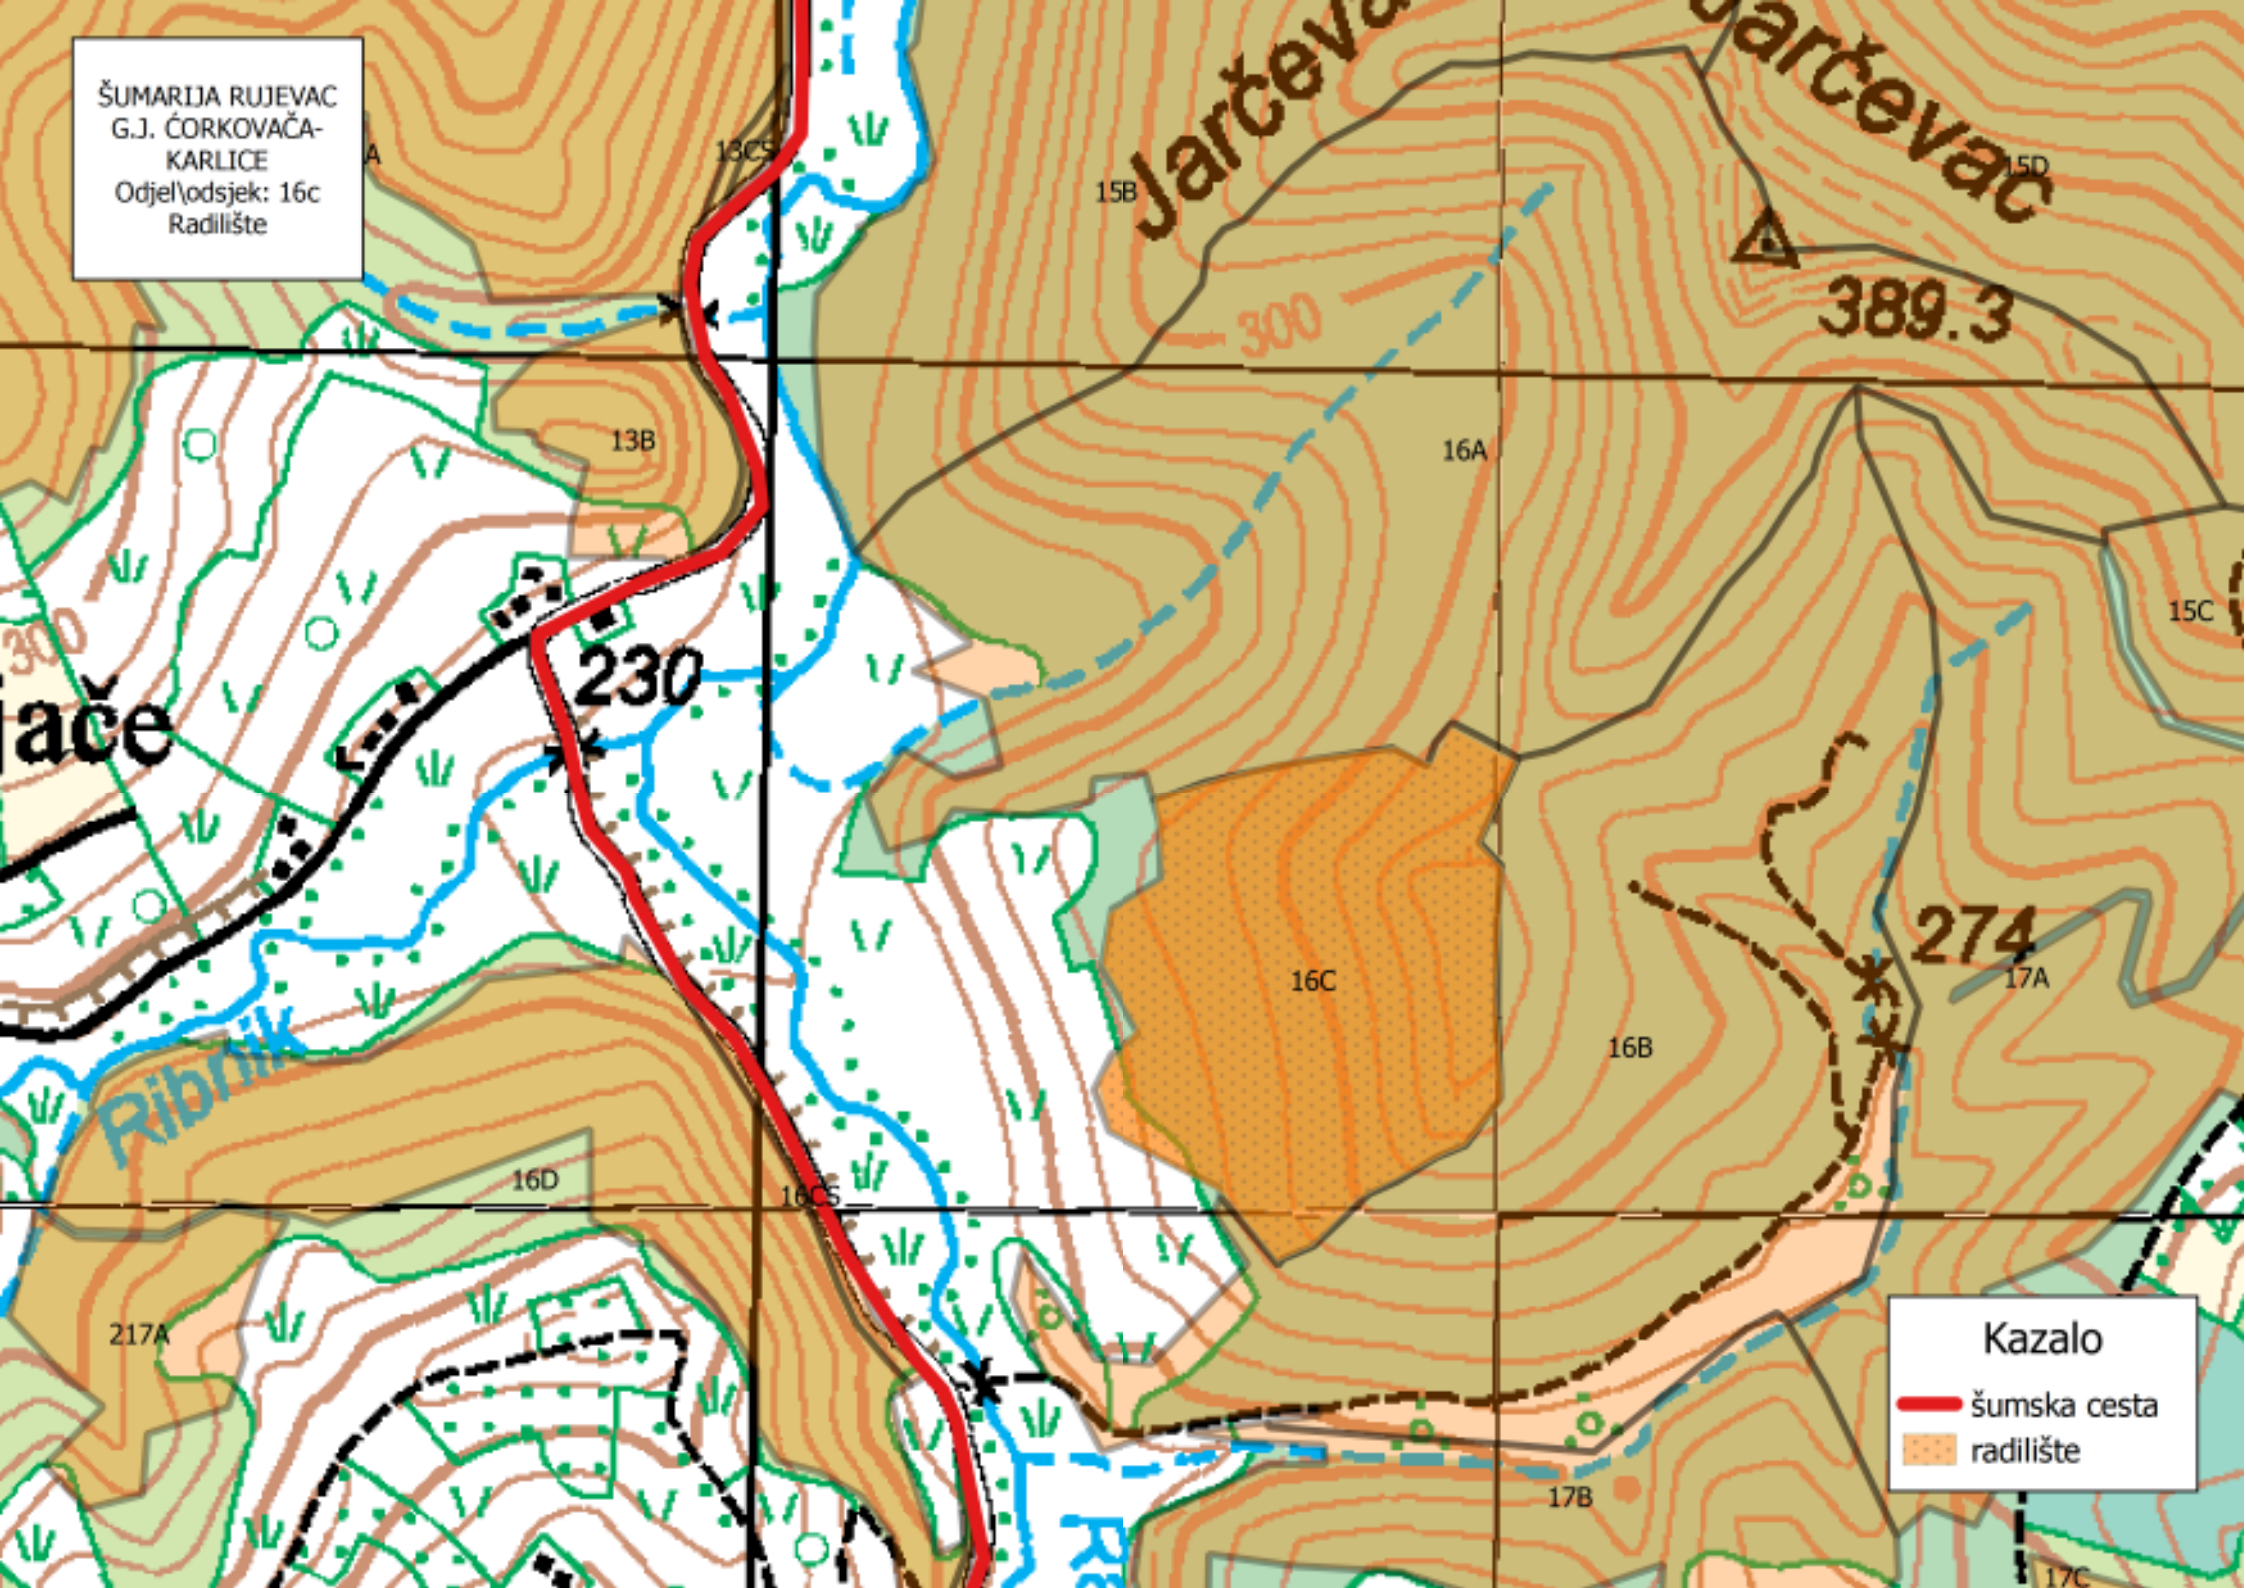 ŠUMARIJA RUJEVAC
G.J. ĆORKOVAČA-
KARLICE
Odjel\odsjek: 16c
Radilište
A
13CS
15B
Jarčeva
Jarčevac
15D
389.3
300
13B
16A
15C
300
230
jače
274
17A
16C
16B
Ribnik
16D
16CS
217A
17B
17C
Kazalo
šumska cesta
radilište